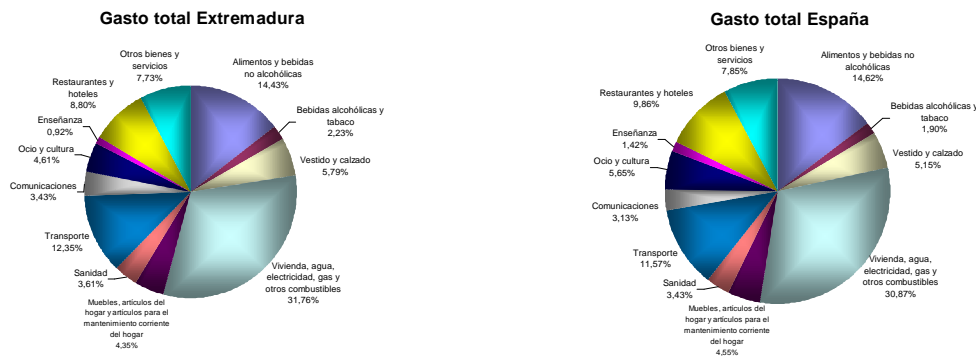 Gasto total Extremadura
Otros bienes y
servicios
7,73%
Alimentos y bebidas
no alcohólicas
14,43%
Bebidas alcohólicas y
tabaco
2,23%
Vestido y calzado
5,79%
Vivienda, agua,
electricidad, gas y
otros combustibles
31,76%
Muebles, artículos del
hogar y artículos para el
mantenimiento corriente
del hogar
4,35%
Sanidad
3,61%
Transporte
12,35%
Comunicaciones
3,43%
Ocio y cultura
4,61%
Enseñanza
0,92%
Restaurantes y
hoteles
8,80%
Gasto total España
Otros bienes y
servicios
7,85%
Alimentos y bebidas no
alcohólicas
14,62%
Bebidas alcohólicas y
tabaco
1,90%
Vestido y calzado
5,15%
Vivienda, agua,
electricidad, gas y
otros combustibles
30,87%
Muebles, artículos del
hogar y artículos para el
mantenimiento corriente
del hogar
4,55%
Sanidad
3,43%
Transporte
11,57%
Comunicaciones
3,13%
Ocio y cultura
5,65%
Enseñanza
1,42%
Restaurantes y hoteles
9,86%